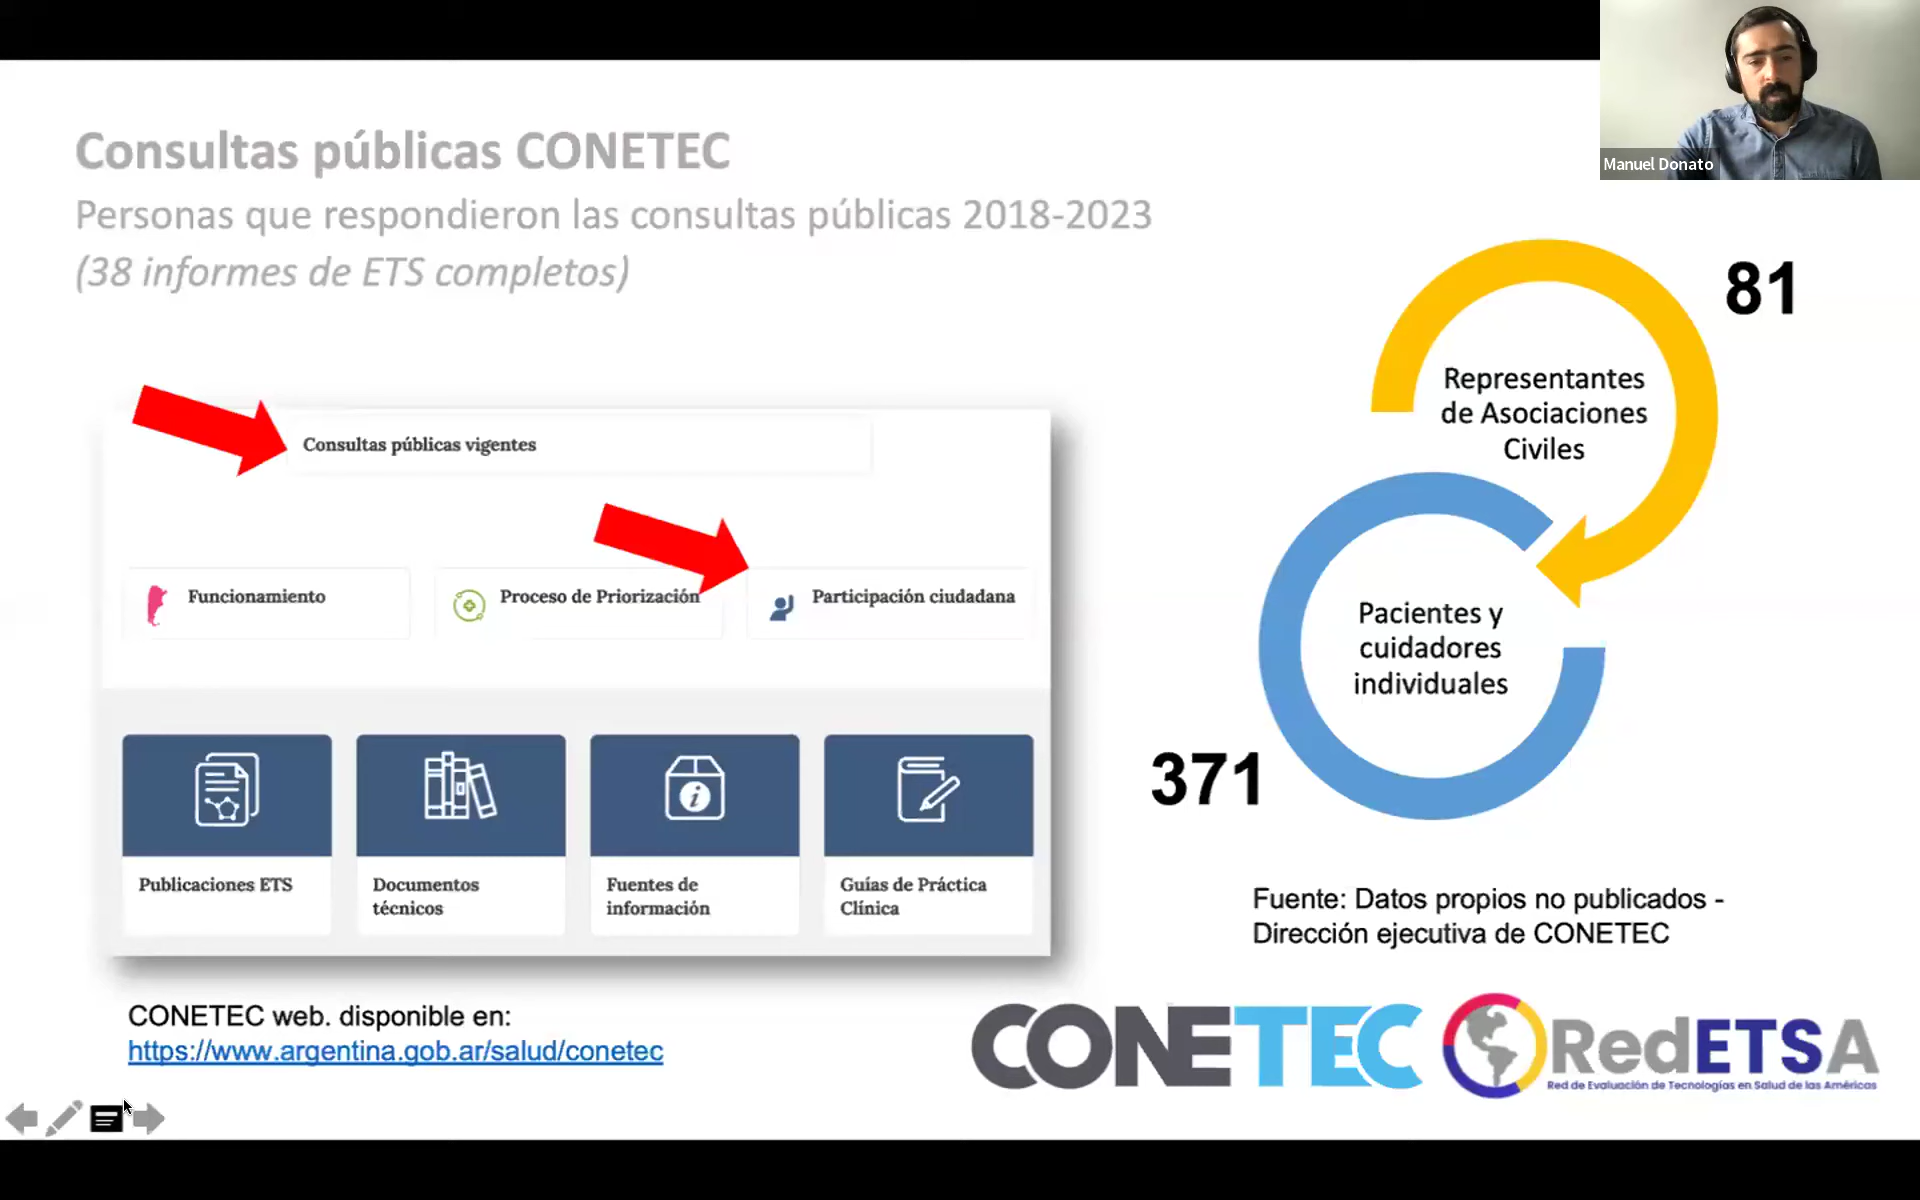 Manuel Donato
Consultas públicas CONETEC
Personas que respondieron las consultas públicas 2018-2023
(38 informes de ETS completos)
81
Representantes
de Asociaciones
Civiles
Consultas públicas vigentes
Funcionamiento
Proceso de Priorización
Participación ciudadana
Pacientes y
cuidadores
individuales
371
Publicaciones ETS
Documentos
técnicos
Fuentes de
información
Guías de Práctica
Clínica
Fuente: Datos propios no publicados -
Dirección ejecutiva de CONETEC
CONETEC web. disponible en:
https://www.argentina.gob.ar/salud/conetec
CONETEC
RedETSA
Red de Evaluación de Tecnologías en Salud de las Américas